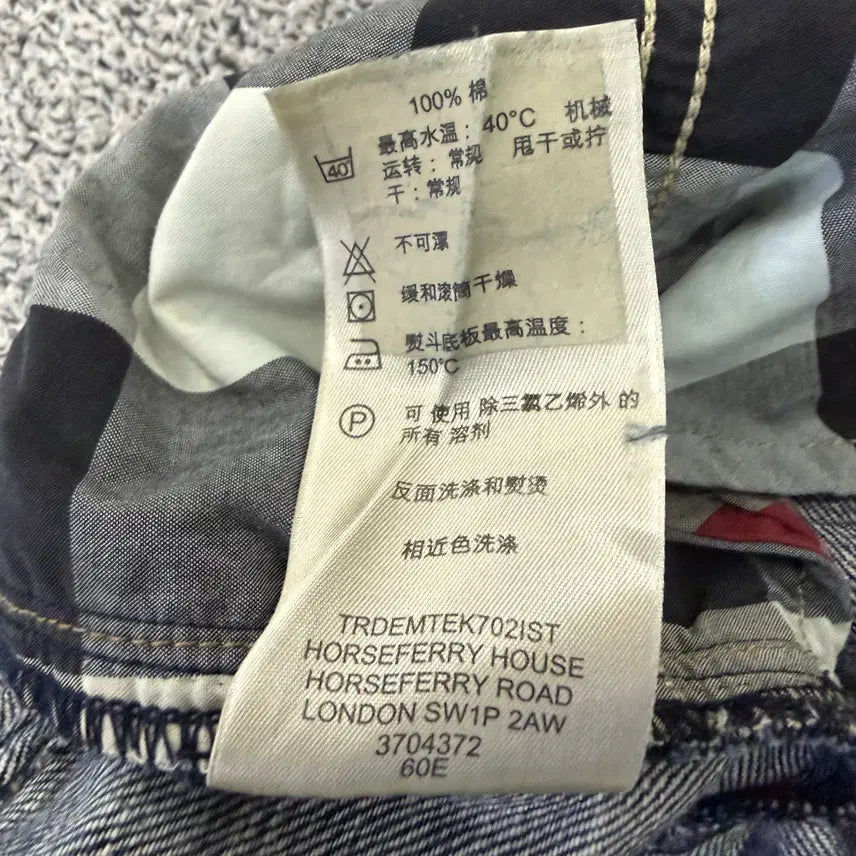 100% 棉
40
最高水温：40°C 机械
运转：常规 甩干或拧
干：常规
不可漂
缓和滚筒干燥
熨斗底板最高温度：
150°C
P
可 使用 除三氯乙烯外 的
所有 溶剂
反面洗涤和熨烫
相近色洗涤
TRDEMTEK702IST
HORSEFERRY HOUSE
HORSEFERRY ROAD
LONDON SW1P 2AW
3704372
60E